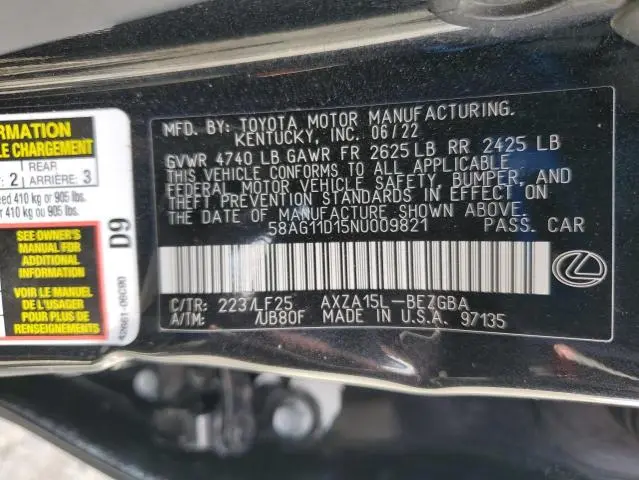 ORMATION
LE CHARGEMENT
: 2
REAR
ARRIÈRE: 3
eed 410 kg or 905 lbs.
r 410 kg ou 905 lbs.
SEE OWNER'S
MANUAL FOR
ADDITIONAL
INFORMATION
VOIR LE MANUEL
DE L'USAGER
POUR PLUS DE
RENSEIGNEMENTS
D9
MFD. BY: TOYOTA MOTOR MANUFACTURING.
KENTUCKY, INC. 06/22
GVWR 4740 LB GAWR FR 2625 LB RR 2425 LB
THIS VEHICLE CONFORMS TO ALL APPLICABLE
FEDERAL MOTOR VEHICLE SAFETY, BUMPER, AND
THEFT PREVENTION STANDARDS IN EFFECT ON
THE DATE OF MANUFACTURE SHOWN ABOVE.
58AG11D15NU009821 PASS. CAR
C/TR: 223/LF25 AXZA15L-BEZGBA
A/TM: /UB80F MADE IN U.S.A. 97135